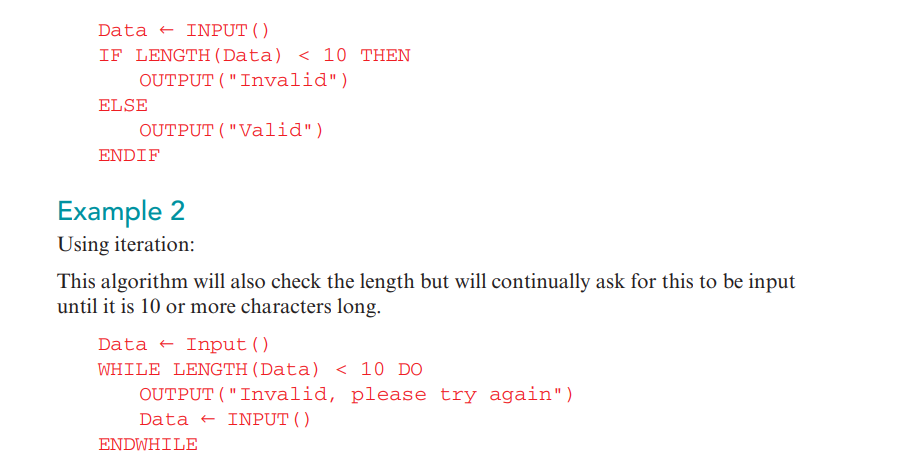 Data ← INPUT()
IF LENGTH(Data) < 10 THEN
OUTPUT("Invalid")
ELSE
OUTPUT("Valid")
ENDIF
Example 2
Using iteration:
This algorithm will also check the length but will continually ask for this to be input
until it is 10 or more characters long.
Data ← Input()
WHILE LENGTH(Data) < 10 DO
OUTPUT("Invalid, please try again")
Data ← INPUT()
ENDWHILE